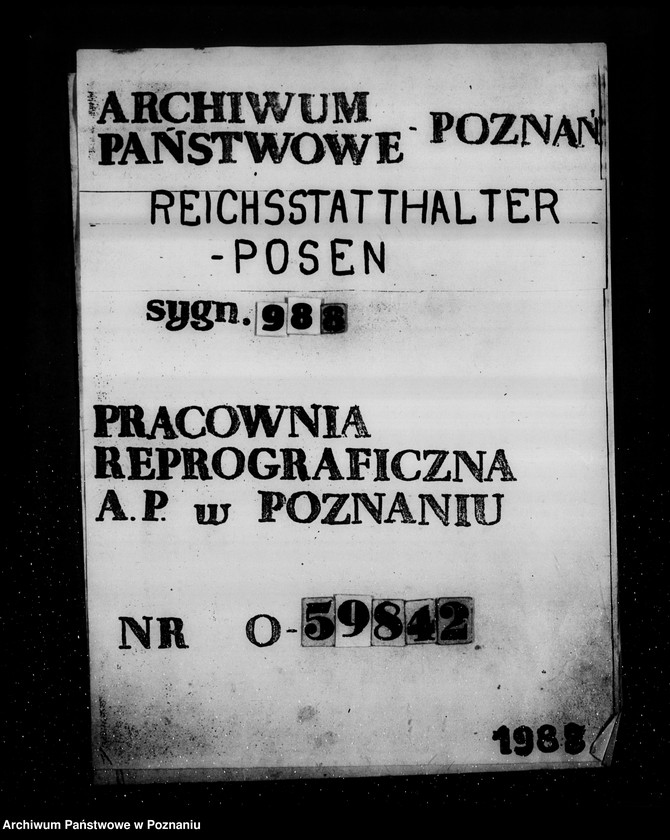 ARCHIWUM
PAŃSTWOWE - POZNAŃ
REICHSSTATTHALTER
-POSEN
sygn. 988
PRACOWNIA
REPROGRAFICZNA
A.P. w POZNANIU
NR O-59842
1988
Archiwum Państwowe w Poznaniu